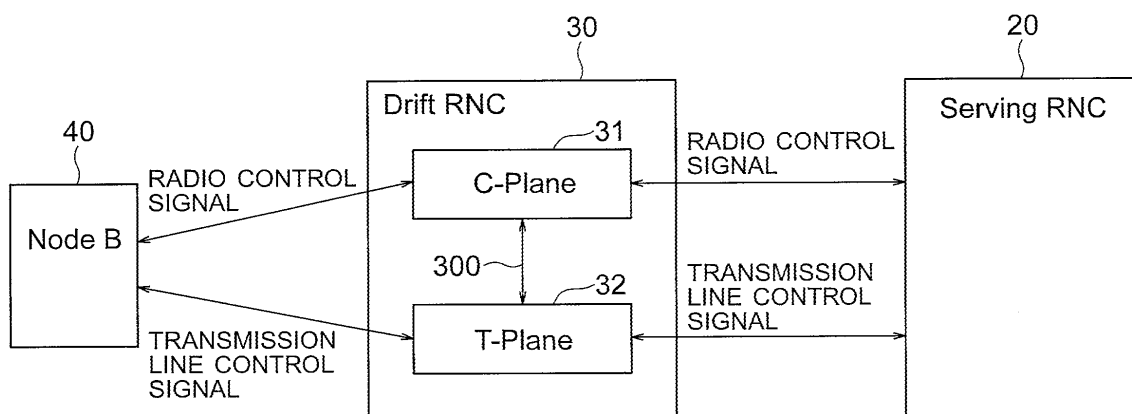 30
20
Drift RNC
Serving RNC
40
31
RADIO CONTROL
SIGNAL
C-Plane
RADIO CONTROL
SIGNAL
Node B
300
32
TRANSMISSION
LINE CONTROL
SIGNAL
T-Plane
TRANSMISSION
LINE CONTROL
SIGNAL